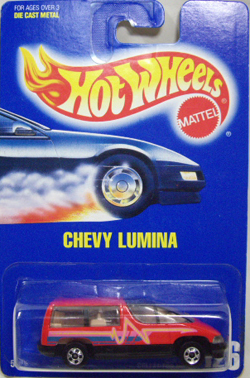 FOR AGES OVER 3
DIE CAST METAL
Hot Wheels
MATTEL
CHEVY LUMINA